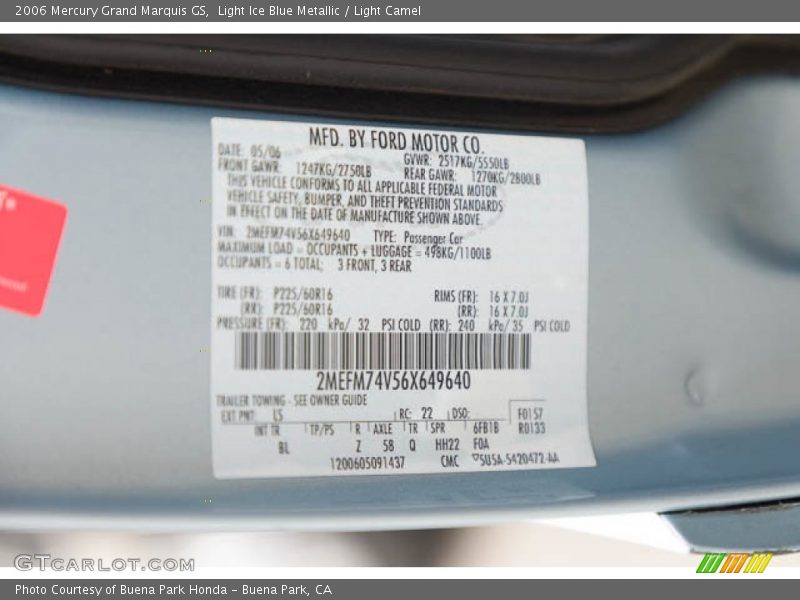 2006 Mercury Grand Marquis GS,  Light Ice Blue Metallic / Light Camel
MFD. BY FORD MOTOR CO.
DATE: 05/06 GVWR: 2517KG/5550LB
FRONT GAWR: 1247KG/2750LB REAR GAWR: 1270KG/2800LB
THIS VEHICLE CONFORMS TO ALL APPLICABLE FEDERAL MOTOR
VEHICLE SAFETY, BUMPER, AND THEFT PREVENTION STANDARDS
IN EFFECT ON THE DATE OF MANUFACTURE SHOWN ABOVE.
VIN: 2MEFM74V56X649640 TYPE: Passenger Car
MAXIMUM LOAD = OCCUPANTS + LUGGAGE = 498KG/1100LB
OCCUPANTS = 6 TOTAL; 3 FRONT, 3 REAR
TIRE (FR): P225/60R16 RIMS (FR): 16 X 7.0J
(RR): P225/60R16 (RR): 16 X 7.0J
PRESSURE (FR): 220 kPa/ 32 PSI COLD (RR): 240 kPa/ 35 PSI COLD
2MEFM74V56X649640
TRAILER TOWING - SEE OWNER GUIDE
EXT PNT: LS RC: 22 DSO: F0157
INT TR TP/PS R AXLE TR SPR 6FB1B R0133
BL Z 58 Q HH22 F0A
1200605091437 CMC 5U5A-5420472-AA
GTCARLOT.COM
Photo Courtesy of Buena Park Honda - Buena Park, CA